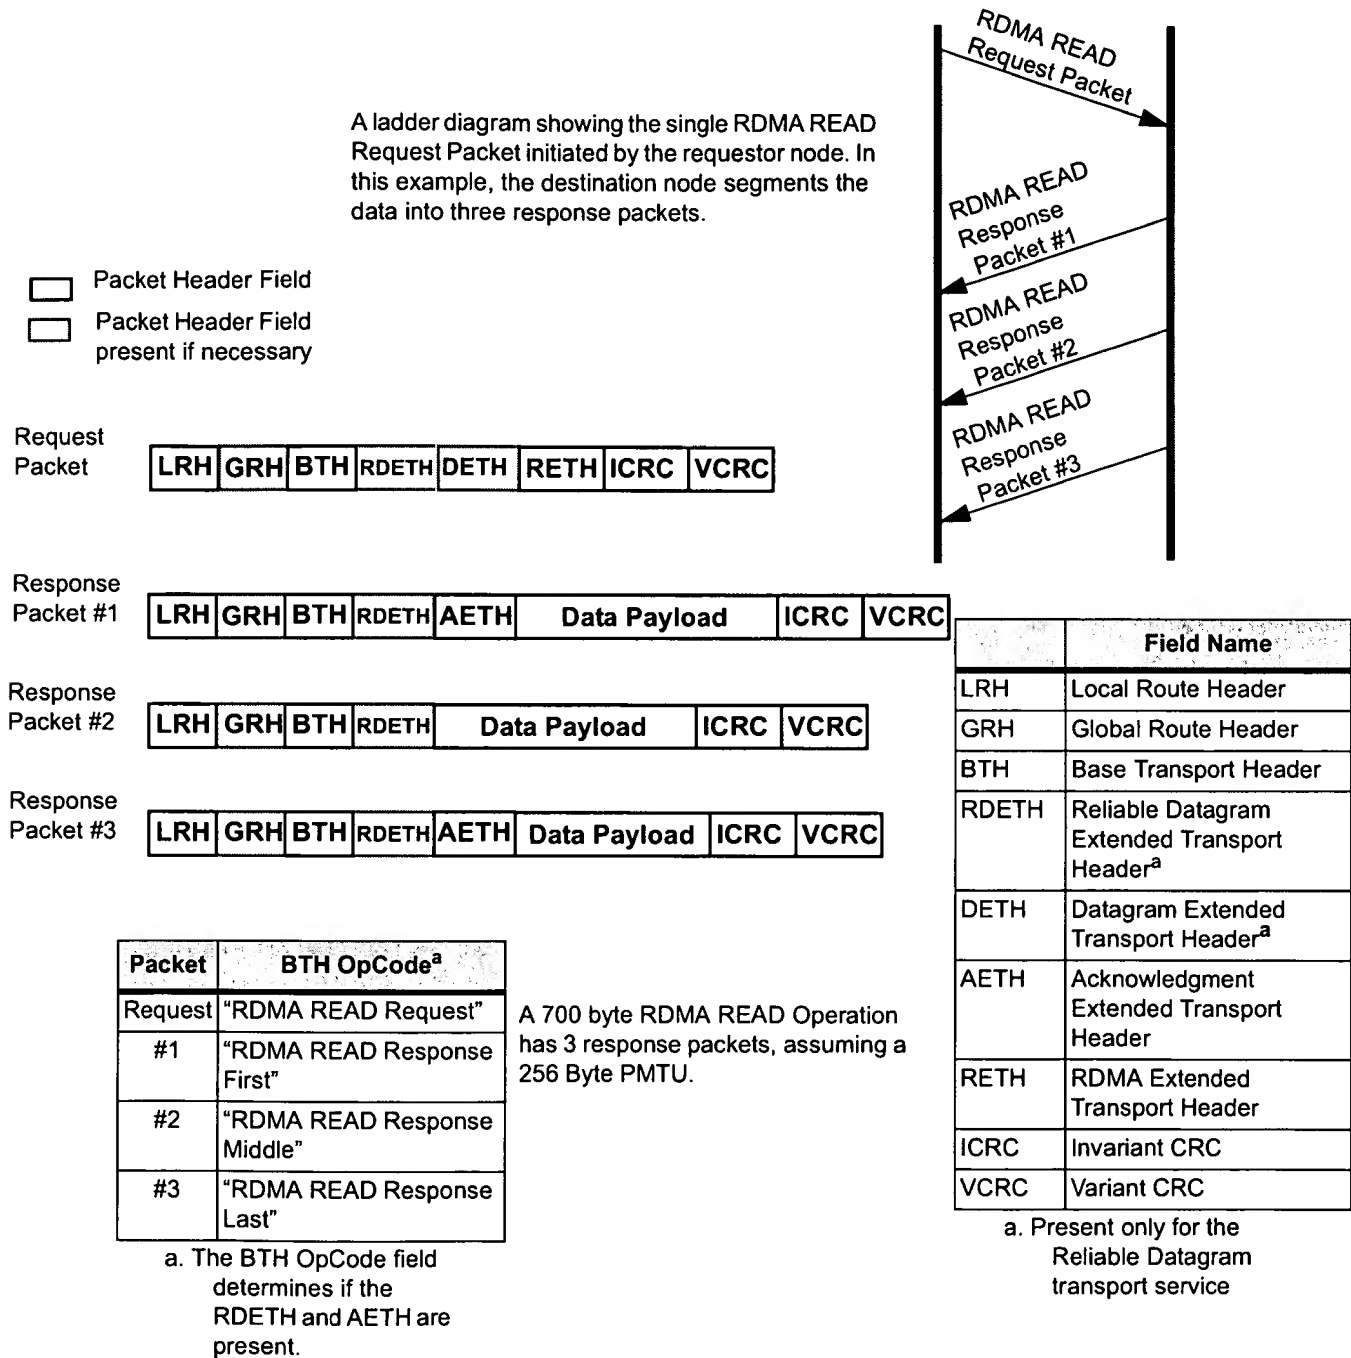 RDMA READ
Request Packet
A ladder diagram showing the single RDMA READ
Request Packet initiated by the requestor node. In
this example, the destination node segments the
data into three response packets.
RDMA READ
Response
Packet #1
RDMA READ
Response
Packet #2
RDMA READ
Response
Packet #3
Packet Header Field
Packet Header Field
present if necessary
Request
Packet
LRH GRH BTH RDETH DETH RETH ICRC VCRC
Response
Packet #1
LRH GRH BTH RDETH AETH Data Payload ICRC VCRC
Response
Packet #2
LRH GRH BTH RDETH Data Payload ICRC VCRC
Response
Packet #3
LRH GRH BTH RDETH AETH Data Payload ICRC VCRC
Field Name
LRH Local Route Header
GRH Global Route Header
BTH Base Transport Header
RDETH Reliable Datagram
Extended Transport
Header a
DETH Datagram Extended
Transport Header a
AETH Acknowledgment
Extended Transport
Header
RETH RDMA Extended
Transport Header
ICRC Invariant CRC
VCRC Variant CRC
a. Present only for the
Reliable Datagram
transport service
Packet BTH OpCode a
Request "RDMA READ Request"
#1 "RDMA READ Response
First"
#2 "RDMA READ Response
Middle"
#3 "RDMA READ Response
Last"
a. The BTH OpCode field
determines if the
RDETH and AETH are
present.
A 700 byte RDMA READ Operation
has 3 response packets, assuming a
256 Byte PMTU.